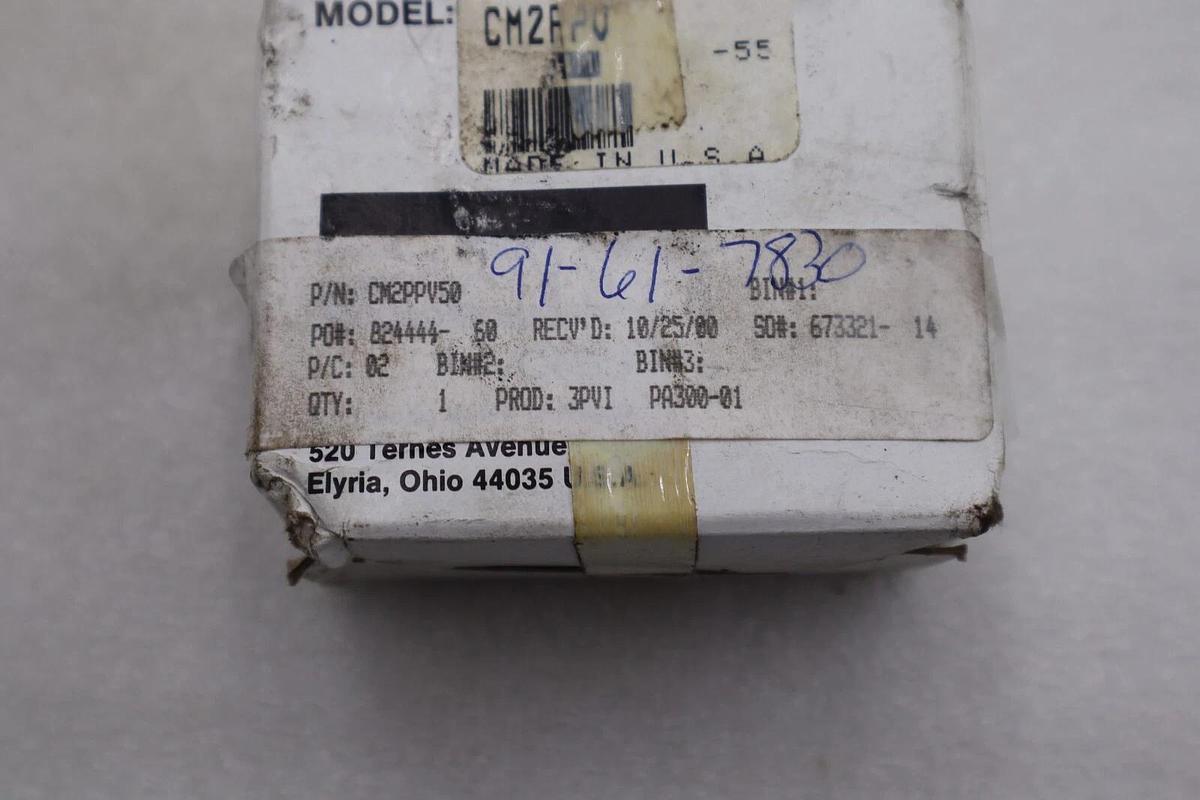 MODEL: CM2PPV
-55
MADE IN U.S.A
91-61-7830
P/N: CM2PPV50 BIN#1:
PO#: 824444- 60 RECV'D: 10/25/00 SO#: 673321- 14
P/C: 02 BIN#2: BIN#3:
QTY: 1 PROD: 3PVI PA300-01
520 Ternes Avenue
Elyria, Ohio 44035 U.S.A.